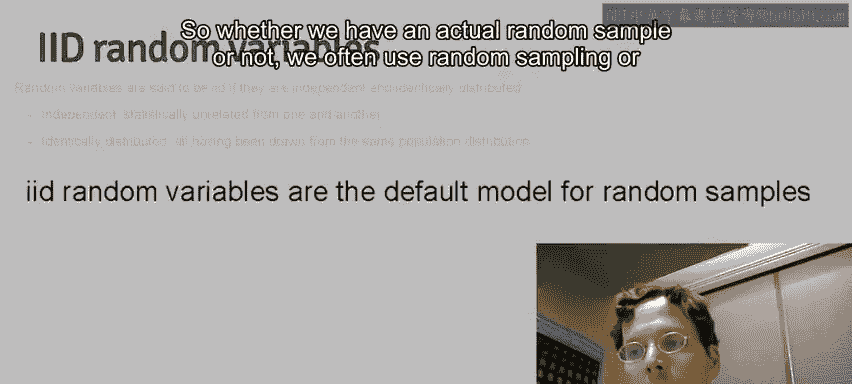 So whether we have an actual random sample
or not, we often use random sampling or
IID random variables
Random variables are said to be iid if they are independent and identically distributed
- Independent: statistically unrelated from one and another
- Identically distributed: all having been drawn from the same population distribution
iid random variables are the default model for random samples